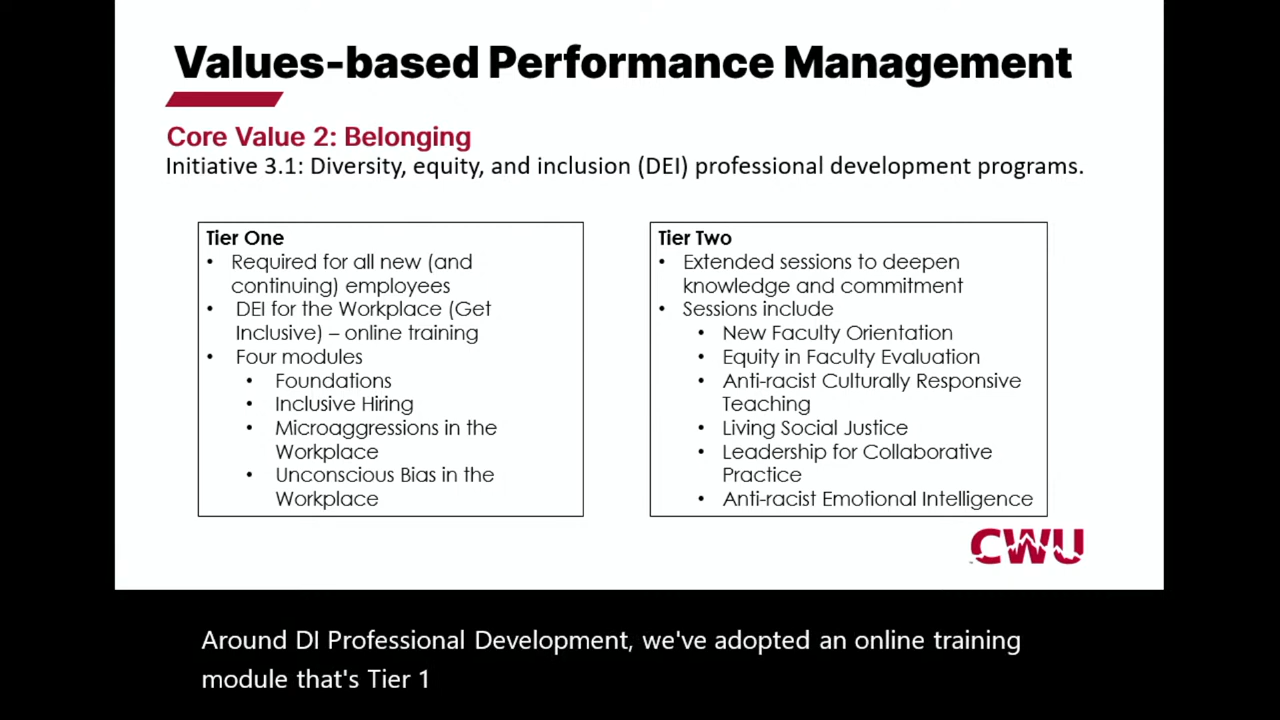 Values-based Performance Management
Core Value 2: Belonging
Initiative 3.1: Diversity, equity, and inclusion (DEI) professional development programs.
Tier One
• Required for all new (and
continuing) employees
• DEI for the Workplace (Get
Inclusive) – online training
• Four modules
• Foundations
• Inclusive Hiring
• Microaggressions in the
Workplace
• Unconscious Bias in the
Workplace
Tier Two
• Extended sessions to deepen
knowledge and commitment
• Sessions include
• New Faculty Orientation
• Equity in Faculty Evaluation
• Anti-racist Culturally Responsive
Teaching
• Living Social Justice
• Leadership for Collaborative
Practice
• Anti-racist Emotional Intelligence
CWU
Around DI Professional Development, we've adopted an online training
module that's Tier 1